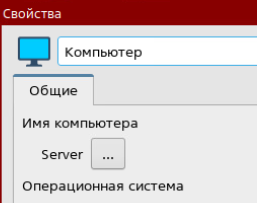 Свойства
Компьютер
Общие
Имя компьютера
Server ...
Операционная система